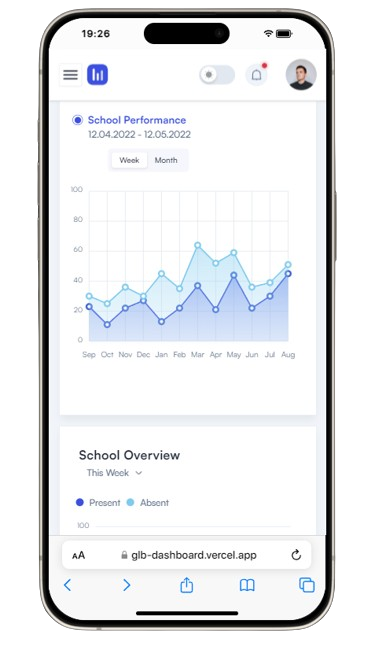 19:26
School Performance
12.04.2022 - 12.05.2022
Week Month
100
80
60
40
20
0
Sep Oct Nov Dec Jan Feb Mar Apr May Jun Jul Aug
School Overview
This Week
Present Absent
100
AA glb-dashboard.vercel.app